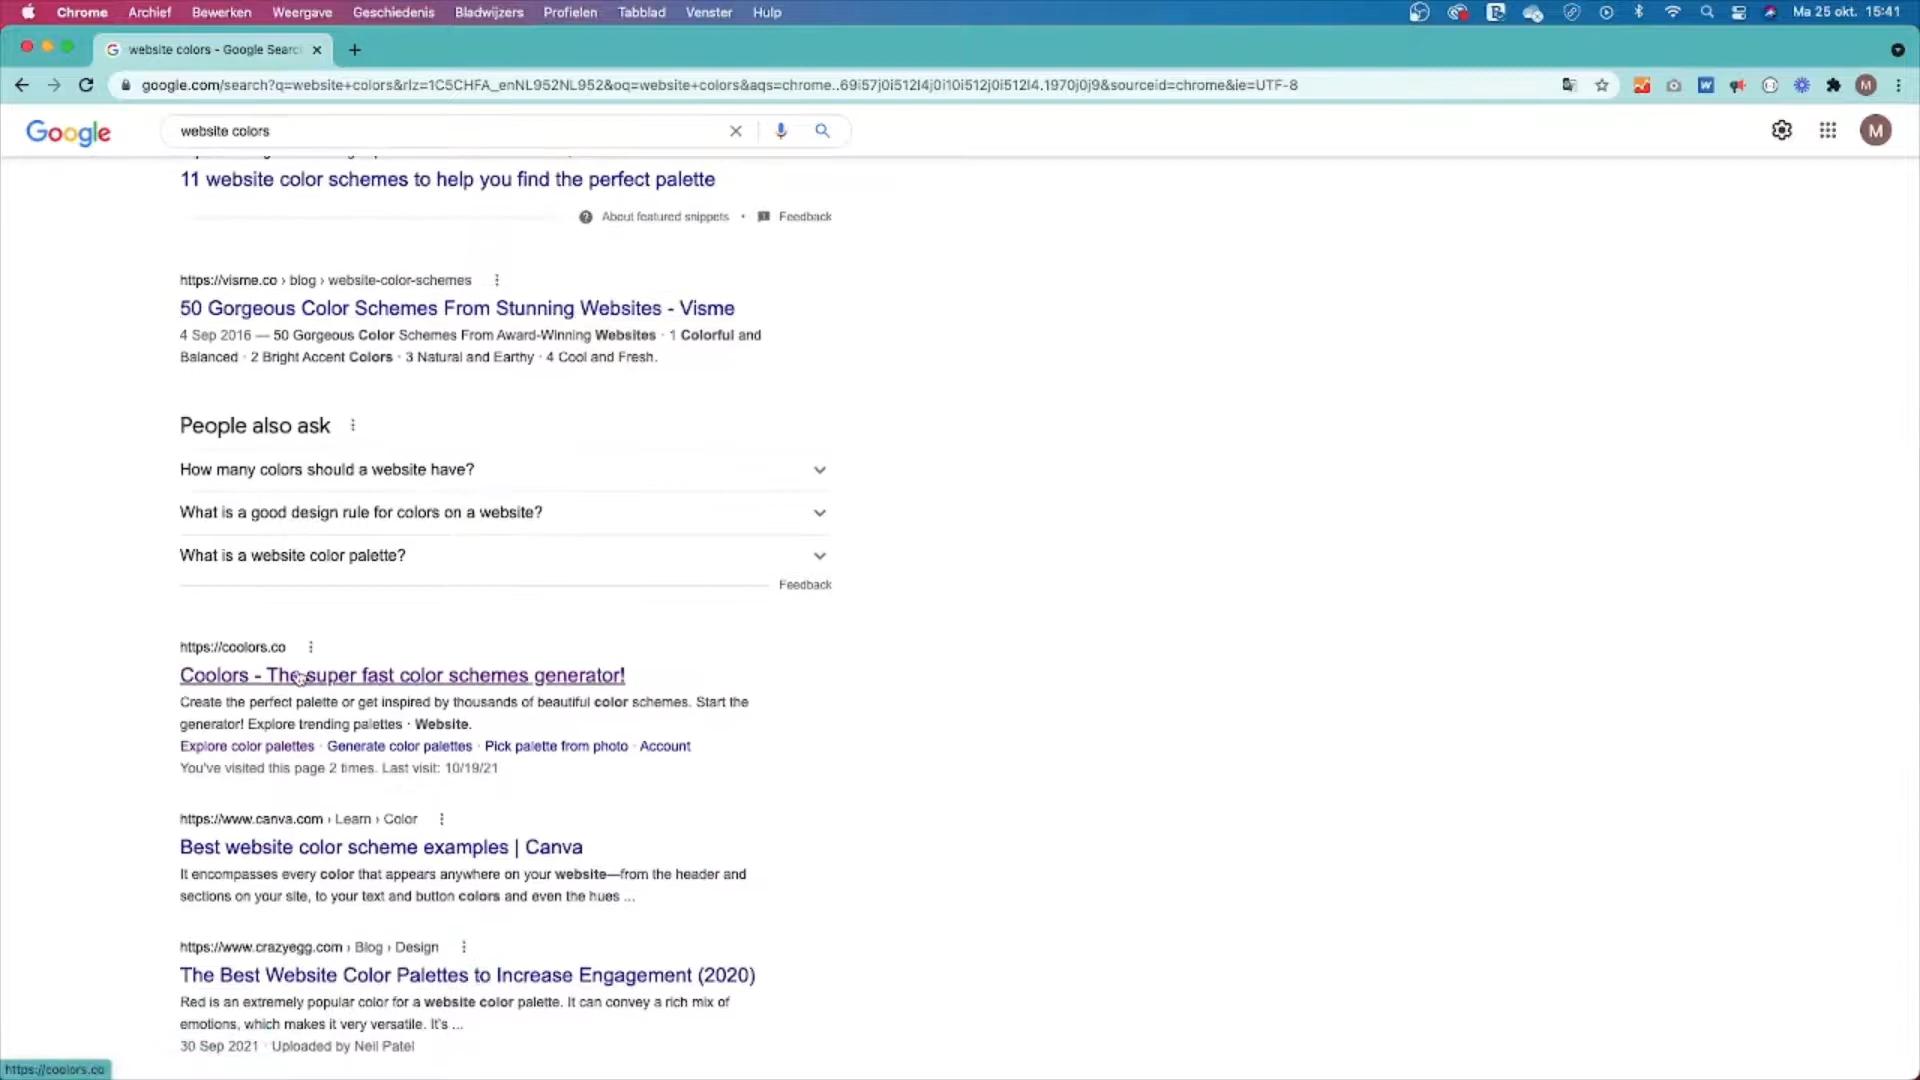 Chrome Archief Bewerken Weergave Geschiedenis Bladwijzers Profielen Tabblad Venster Hulp Ma 25 okt. 15:41
website colors - Google Searc
google.com/search?q=website+colors&rlz=1C5CHFA_enNL952NL952&oq=website+colors&aqs=chrome..69i57j0i512l4j0i10i512j0i512l4.1970j0j9&sourceid=chrome&ie=UTF-8 M
Google website colors M
11 website color schemes to help you find the perfect palette
About featured snippets • Feedback
https://visme.co › blog › website-color-schemes
50 Gorgeous Color Schemes From Stunning Websites - Visme
4 Sep 2016 — 50 Gorgeous Color Schemes From Award-Winning Websites · 1 Colorful and
Balanced · 2 Bright Accent Colors · 3 Natural and Earthy · 4 Cool and Fresh.
People also ask
How many colors should a website have?
What is a good design rule for colors on a website?
What is a website color palette?
Feedback
https://coolors.co
Coolors - The super fast color schemes generator!
Create the perfect palette or get inspired by thousands of beautiful color schemes. Start the
generator! Explore trending palettes · Website.
Explore color palettes · Generate color palettes · Pick palette from photo · Account
You've visited this page 2 times. Last visit: 10/19/21
https://www.canva.com › Learn › Color
Best website color scheme examples | Canva
It encompasses every color that appears anywhere on your website—from the header and
sections on your site, to your text and button colors and even the hues ...
https://www.crazyegg.com › Blog › Design
The Best Website Color Palettes to Increase Engagement (2020)
Red is an extremely popular color for a website color palette. It can convey a rich mix of
emotions, which makes it very versatile. It's ...
30 Sep 2021 · Uploaded by Neil Patel
https://coolors.co